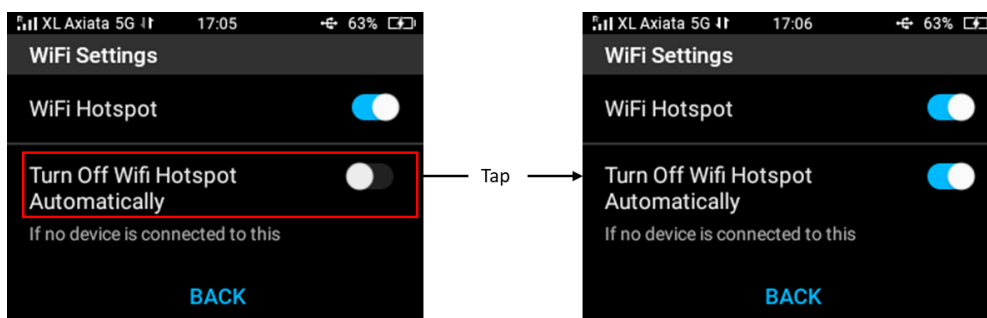 R XL Axiata 5G 17:05 63%
WiFi Settings
WiFi Hotspot
Turn Off Wifi Hotspot
Automatically
If no device is connected to this
BACK
Tap
R XL Axiata 5G 17:06 63%
WiFi Settings
WiFi Hotspot
Turn Off Wifi Hotspot
Automatically
If no device is connected to this
BACK